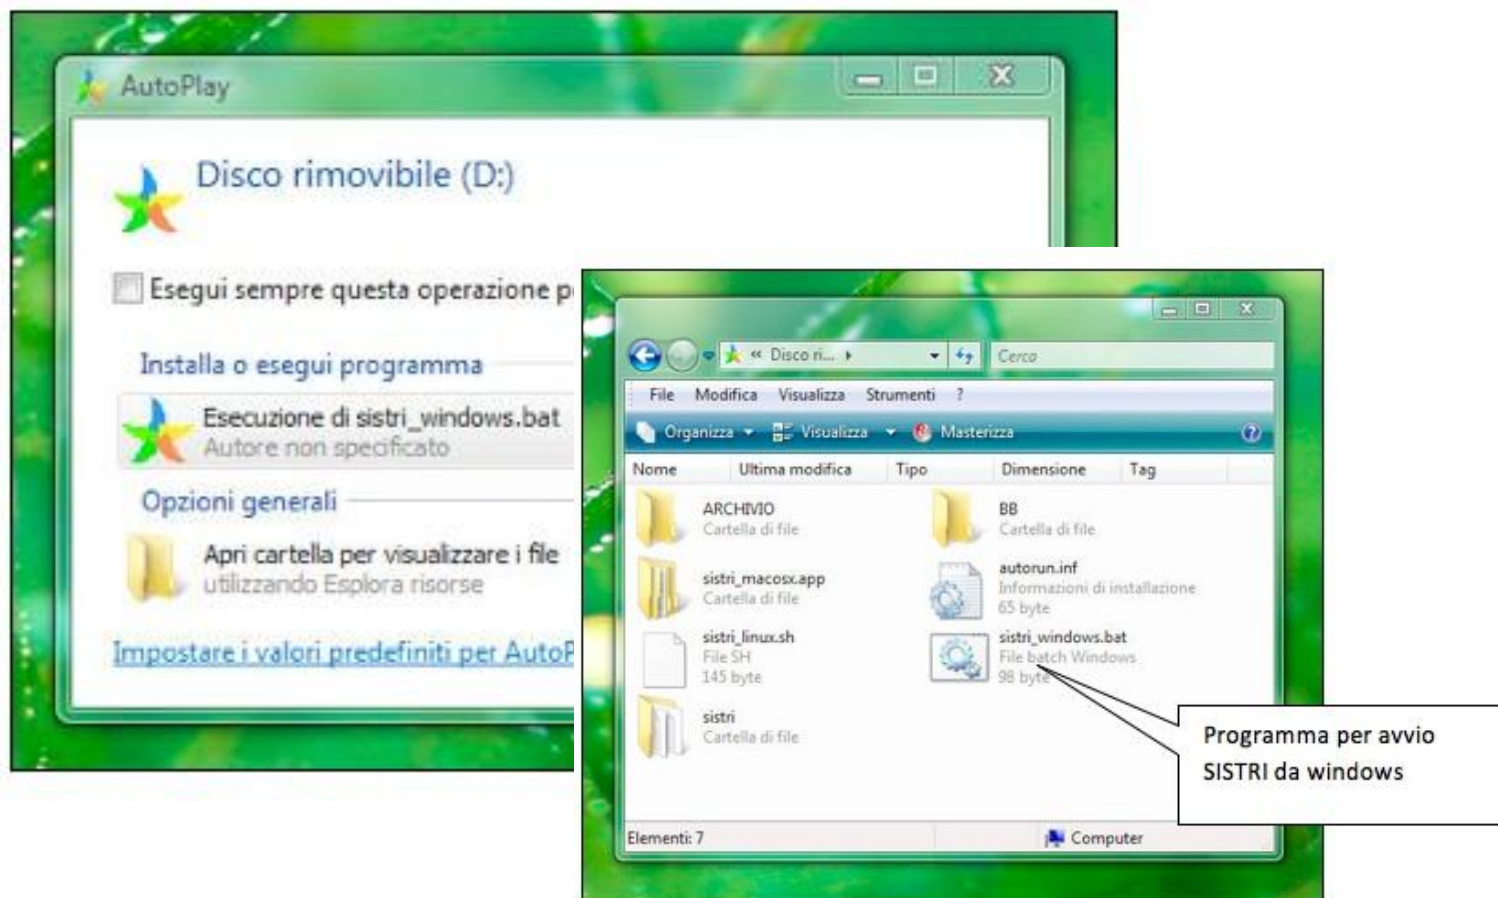 AutoPlay
Disco rimovibile (D:)
Esegui sempre questa operazione p
Installa o esegui programma
Esecuzione di sistri_windows.bat
Autore non specificato
Opzioni generali
Apri cartella per visualizzare i file
utilizzando Esplora risorse
Impostare i valori predefiniti per AutoP
« Disco ri...
Cerca
File Modifica Visualizza Strumenti ?
Organizza Visualizza Masterizza ?
Nome Ultima modifica Tipo Dimensione Tag
ARCHIVIO
Cartella di file
BB
Cartella di file
sistri_macosx.app
Cartella di file
autorun.inf
Informazioni di installazione
65 byte
sistri_linux.sh
File SH
145 byte
sistri_windows.bat
File batch Windows
98 byte
sistri
Cartella di file
Programma per avvio
SISTRI da windows
Elementi: 7
Computer